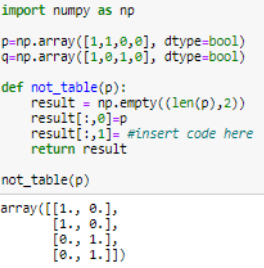 import numpy as np
p=np.array([1,1,0,0], dtype=bool)
q=np.array([1,0,1,0], dtype=bool)
def not_table(p):
    result = np.empty((len(p),2))
    result[:,0]=p
    result[:,1]= #insert code here
    return result
not_table(p)
array([[1., 0.],
       [1., 0.],
       [0., 1.],
       [0., 1.]])